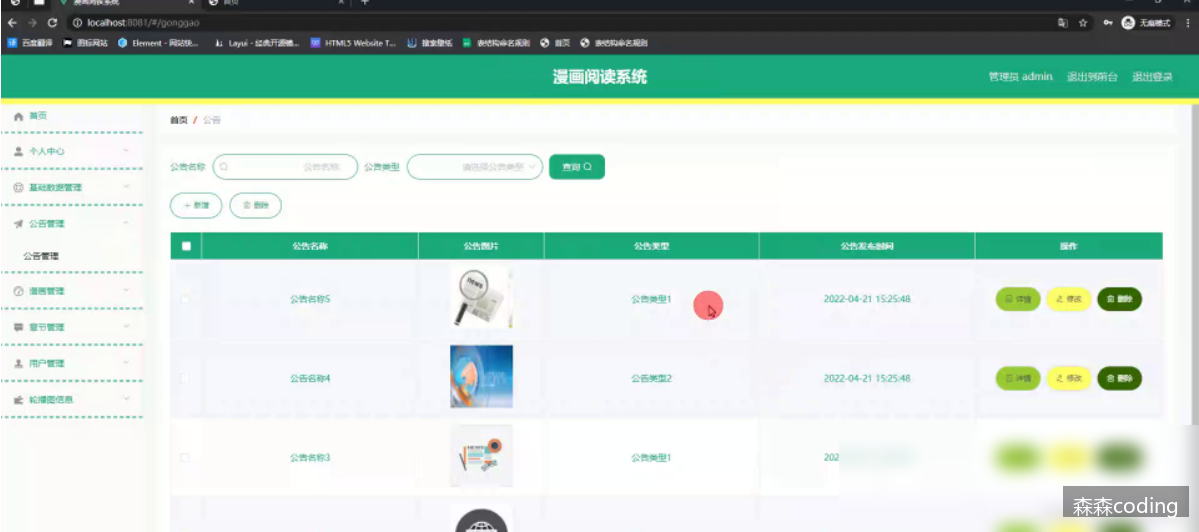 漫画阅读系统
首页
localhost:8081/#/gonggao
无痕模式
百度翻译 图标网站 Element - 网站快... Layui - 经典开源模... HTML5 Website T... 搜索壁纸 表结构命名规则 首页 表结构命名规则
漫画阅读系统
管理员 admin 退出到前台 退出登录
首页
个人中心
基础数据管理
公告管理
公告管理
漫画管理
章节管理
用户管理
轮播图信息
首页 / 公告
公告名称 公告名称 公告类型 请选择公告类型 查询
+ 新增 删除
公告名称 公告图片 公告类型 公告发布时间 操作
NEWS
公告名称5 公告类型1 2022-04-21 15:25:48 详情 修改 删除
公告名称4 公告类型2 2022-04-21 15:25:48 详情 修改 删除
NEWS
公告名称3 公告类型1 202
森森coding